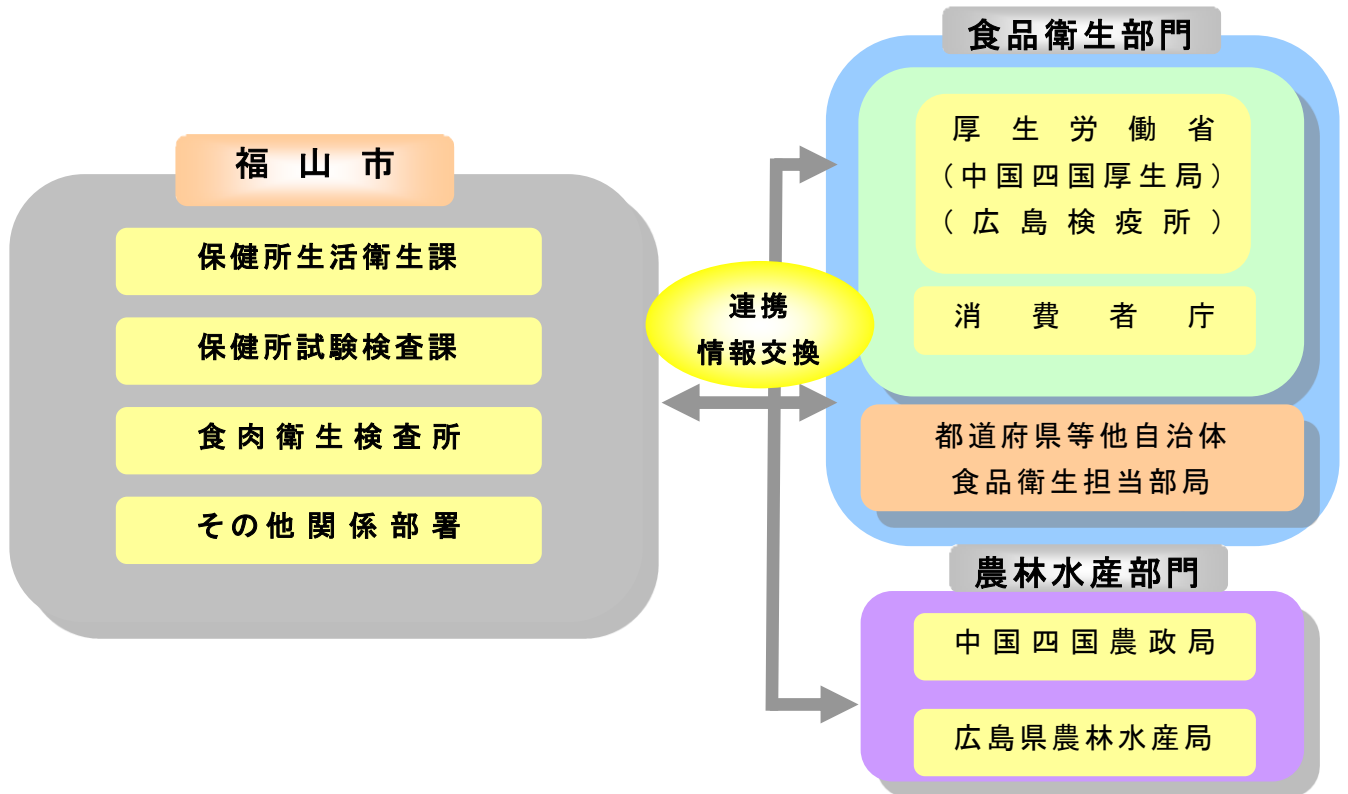 福山市
保健所生活衛生課
保健所試験検査課
食肉衛生検査所
その他関係部署
連携
情報交換
食品衛生部門
厚生労働省
（中国四国厚生局）
（広島検疫所）
消費者庁
都道府県等他自治体
食品衛生担当部局
農林水産部門
中国四国農政局
広島県農林水産局